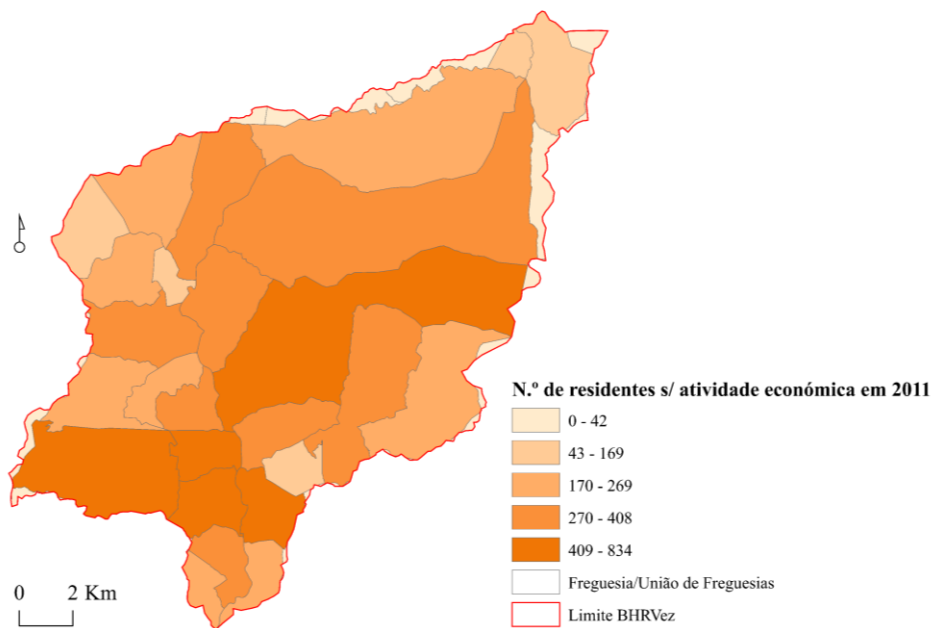 N.º de residentes s/ atividade económica em 2011
0 - 42
43 - 169
170 - 269
270 - 408
409 - 834
Freguesia/União de Freguesias
Limite BHRVez
0 2 Km